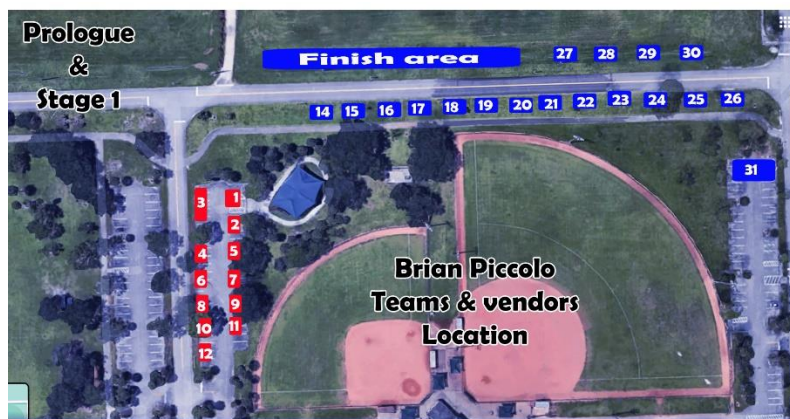 Prologue
&
Stage 1
Finish area
27 28 29 30
14 15 16 17 18 19 20 21 22 23 24 25 26
31
3 1
2
4 5
6 7
8 9
10 11
12
Brian Piccolo
Teams & vendors
Location